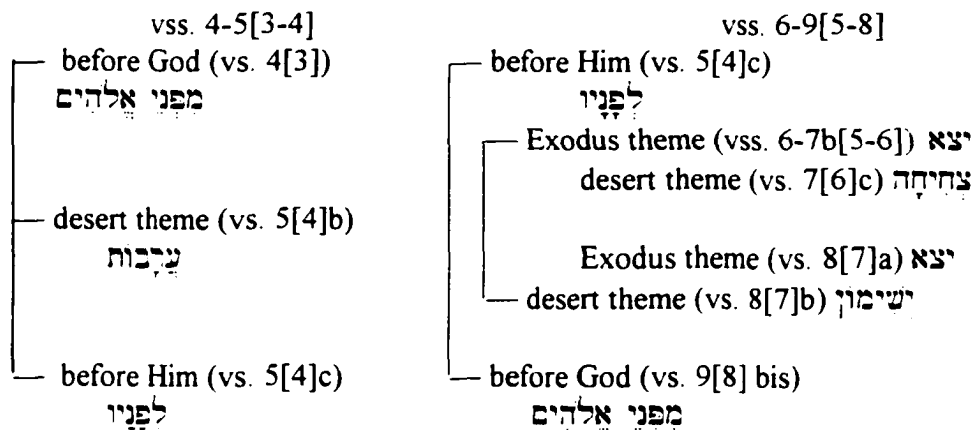 vss. 4-5[3-4]
before God (vs. 4[3])
מִפְּנֵי אֱלֹהִים
desert theme (vs. 5[4]b)
עֲרָבוֹת
before Him (vs. 5[4]c)
לְפָנָיו
vss. 6-9[5-8]
before Him (vs. 5[4]c)
לְפָנָיו
Exodus theme (vss. 6-7b[5-6]) יצא
desert theme (vs. 7[6]c) צְחִיחָה
Exodus theme (vs. 8[7]a) יצא
desert theme (vs. 8[7]b) יְשִׁימוֹן
before God (vs. 9[8] bis)
מִפְּנֵי אֱלֹהִים